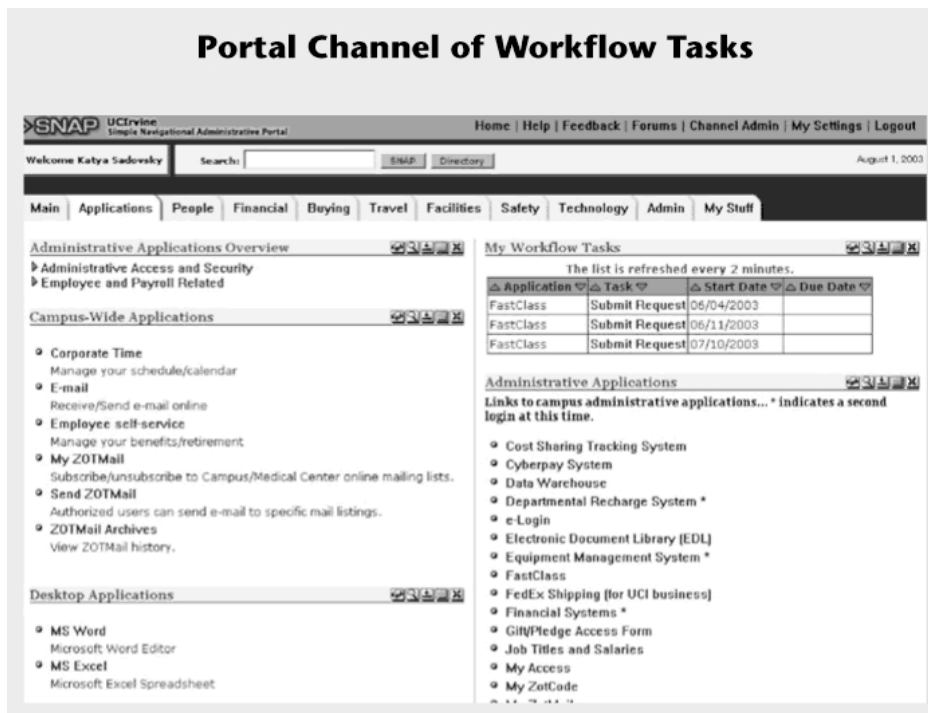 Portal Channel of Workflow Tasks
SNAP UCIrvine
Simple Navigational Administrative Portal
Home | Help | Feedback | Forums | Channel Admin | My Settings | Logout
Welcome Katya Sadovsky
Search:
SNAP
Directory
August 1, 2003
Main Applications People Financial Buying Travel Facilities Safety Technology Admin My Stuff
Administrative Applications Overview
Administrative Access and Security
Employee and Payroll Related
Campus-Wide Applications
Corporate Time
Manage your schedule/calendar
E-mail
Receive/Send e-mail online
Employee self-service
Manage your benefits/retirement
My ZOTMail
Subscribe/unsubscribe to Campus/Medical Center online mailing lists.
Send ZOTMail
Authorized users can send e-mail to specific mail listings.
ZOTMail Archives
View ZOTMail history.
Desktop Applications
MS Word
Microsoft Word Editor
MS Excel
Microsoft Excel Spreadsheet
My Workflow Tasks
The list is refreshed every 2 minutes.
Application Task Start Date Due Date
FastClass Submit Request 06/04/2003
FastClass Submit Request 06/11/2003
FastClass Submit Request 07/10/2003
Administrative Applications
Links to campus administrative applications... * indicates a second
login at this time.
Cost Sharing Tracking System
Cyberpay System
Data Warehouse
Departmental Recharge System *
e-Login
Electronic Document Library (EDL)
Equipment Management System *
FastClass
FedEx Shipping (for UCI business)
Financial Systems *
Gift/Pledge Access Form
Job Titles and Salaries
My Access
My ZotCode